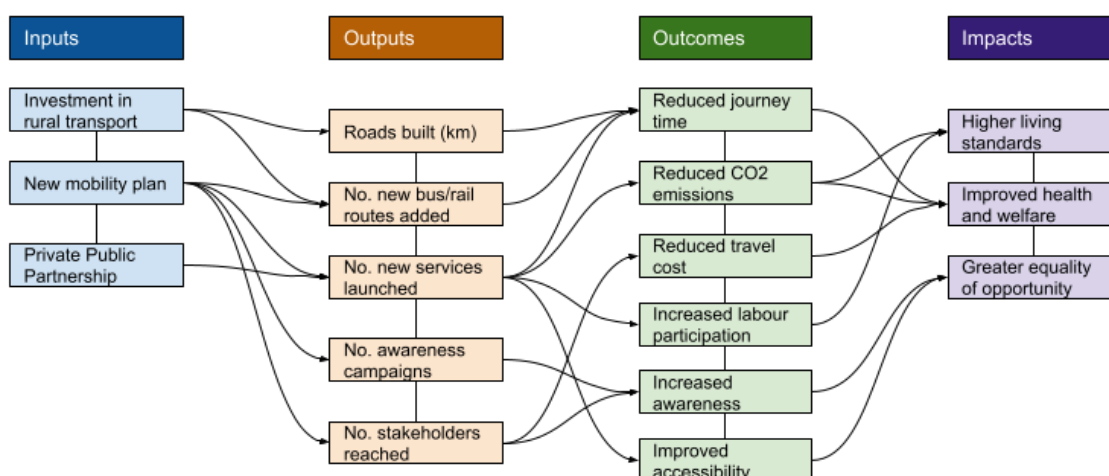 Inputs
Outputs
Outcomes
Impacts
Investment in
rural transport
New mobility plan
Private Public
Partnership
Roads built (km)
No. new bus/rail
routes added
No. new services
launched
No. awareness
campaigns
No. stakeholders
reached
Reduced journey
time
Reduced CO2
emissions
Reduced travel
cost
Increased labour
participation
Increased
awareness
Improved
accessibility
Higher living
standards
Improved health
and welfare
Greater equality
of opportunity